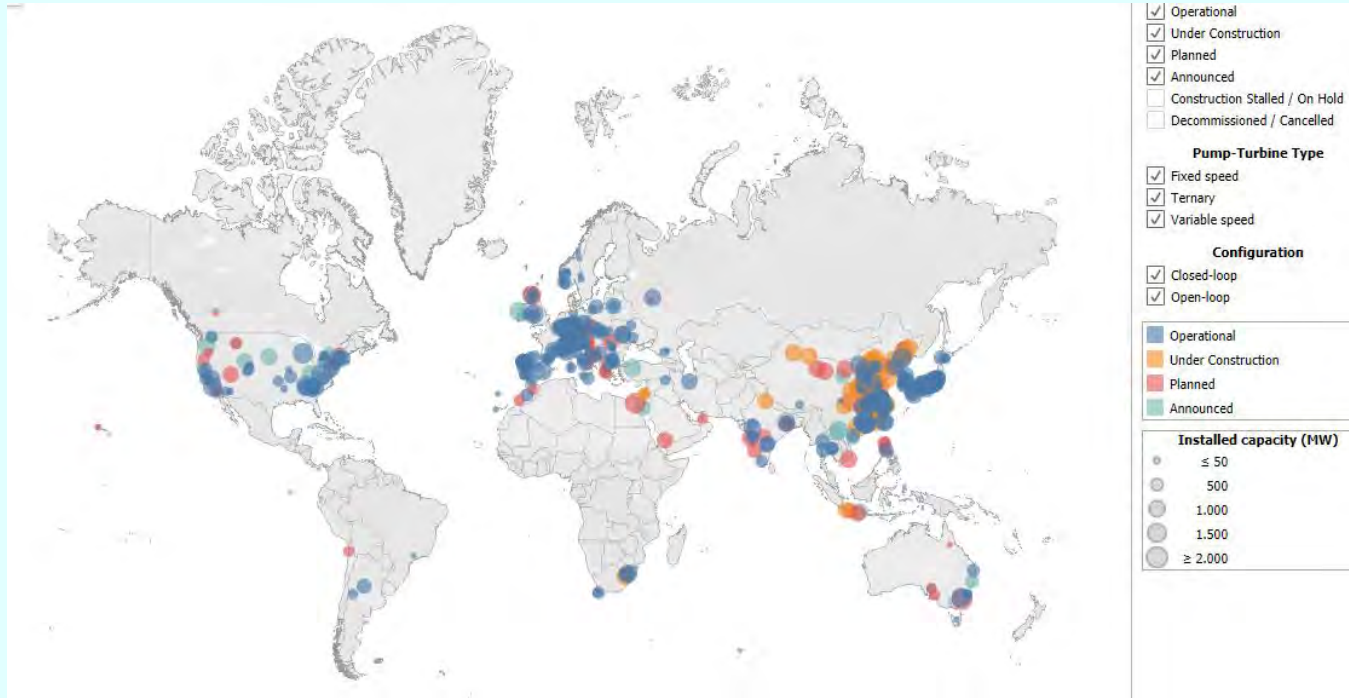 Operational
Under Construction
Planned
Announced
Construction Stalled / On Hold
Decommissioned / Cancelled
Pump-Turbine Type
Fixed speed
Ternary
Variable speed
Configuration
Closed-loop
Open-loop
Operational
Under Construction
Planned
Announced
Installed capacity (MW)
≤ 50
500
1.000
1.500
≥ 2.000